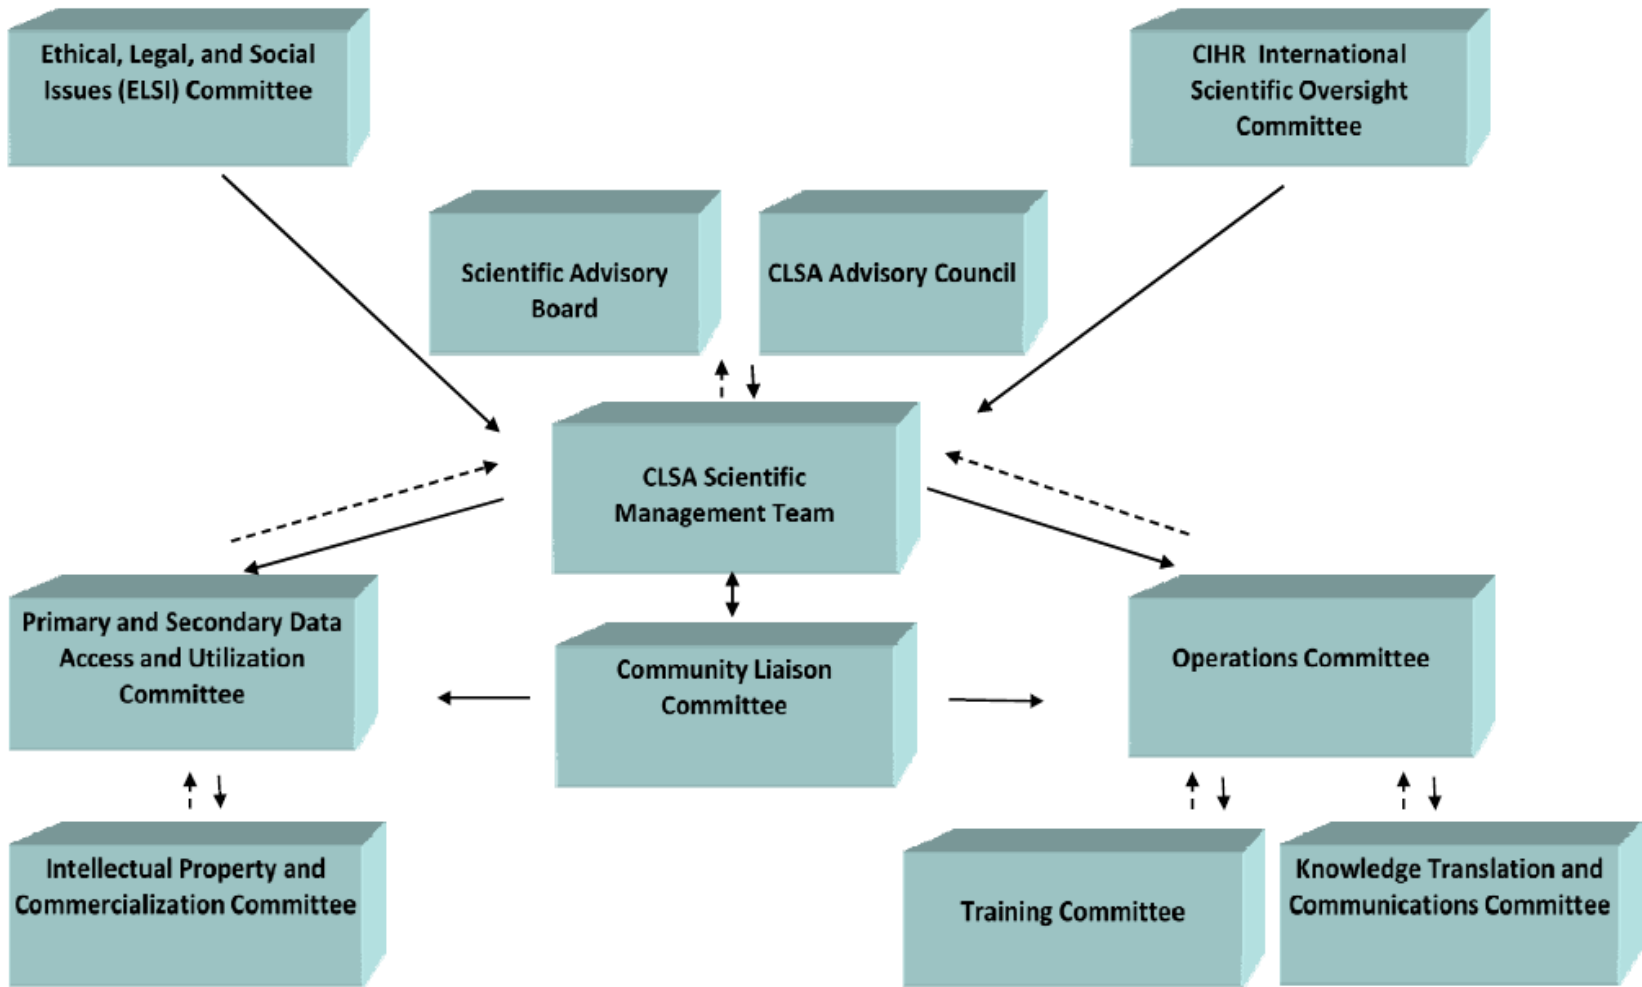 Ethical, Legal, and Social
Issues (ELSI) Committee
CIHR International
Scientific Oversight
Committee
Scientific Advisory
Board
CLSA Advisory Council
CLSA Scientific
Management Team
Primary and Secondary Data
Access and Utilization
Committee
Community Liaison
Committee
Operations Committee
Intellectual Property and
Commercialization Committee
Training Committee
Knowledge Translation and
Communications Committee